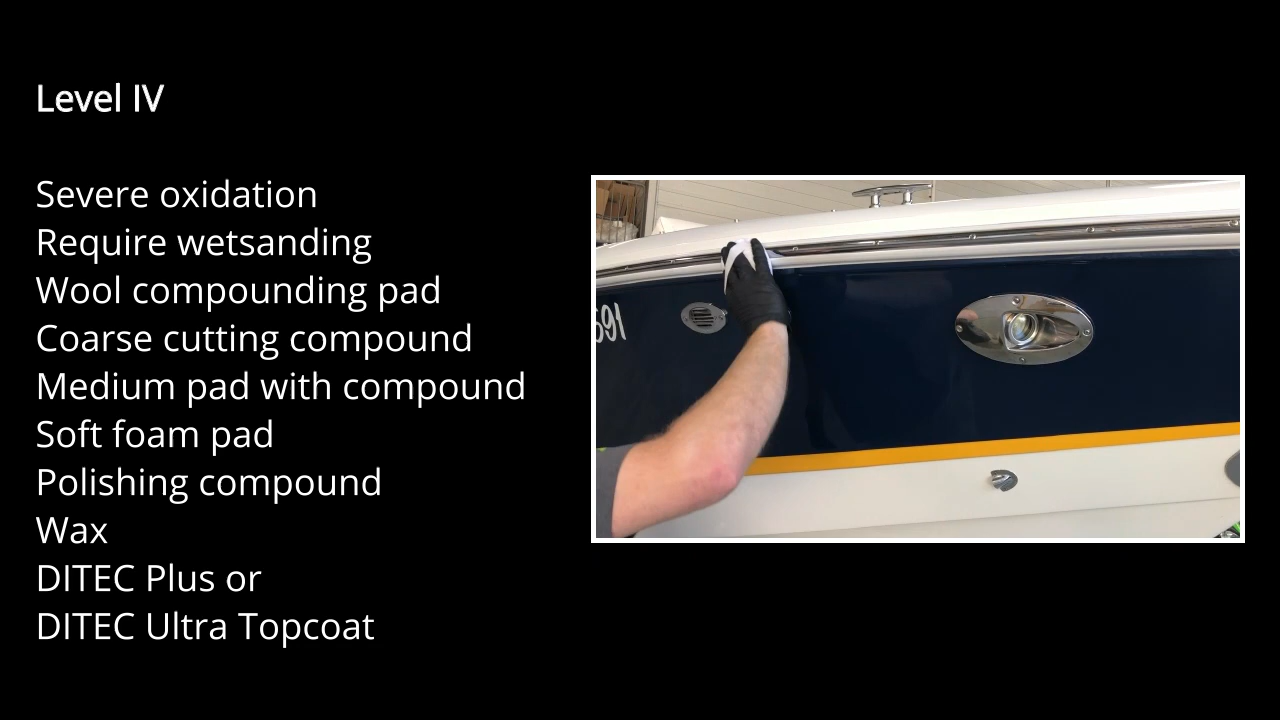 Level IV
Severe oxidation
Require wetsanding
Wool compounding pad
Coarse cutting compound
Medium pad with compound
Soft foam pad
Polishing compound
Wax
DITEC Plus or
DITEC Ultra Topcoat
591